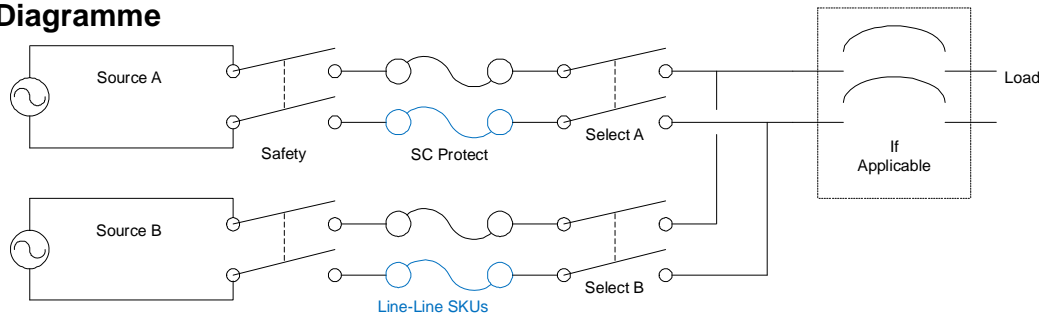 Diagramme
Source A
Safety
SC Protect
Select A
If
Applicable
Load
Source B
Line-Line SKUs
Select B